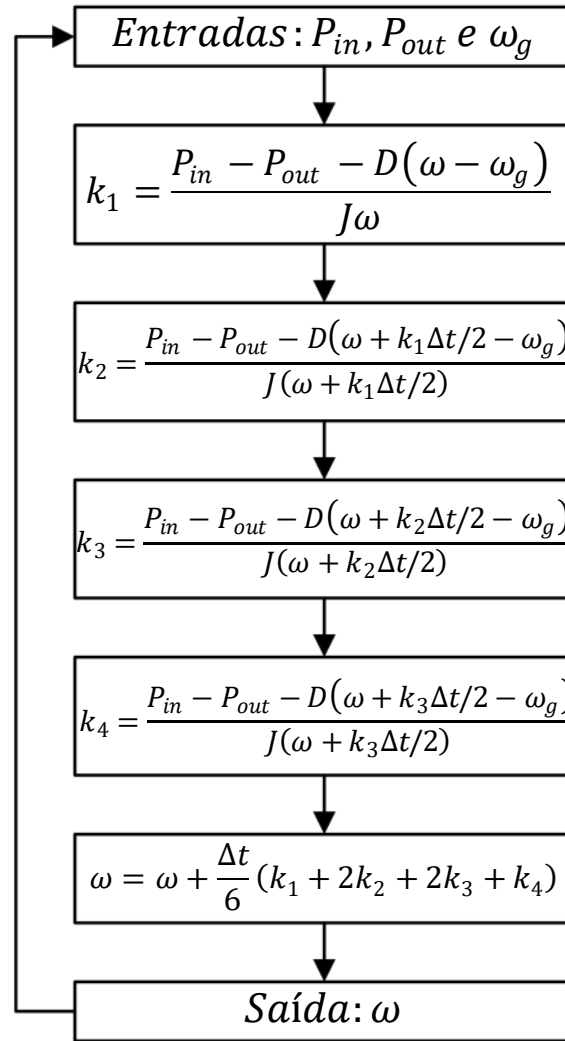 Entradas: P_in, P_out e ω_g
k_1 = (P_in − P_out − D(ω − ω_g)) / (Jω)
k_2 = (P_in − P_out − D(ω + k_1Δt/2 − ω_g)) / (J(ω + k_1Δt/2))
k_3 = (P_in − P_out − D(ω + k_2Δt/2 − ω_g)) / (J(ω + k_2Δt/2))
k_4 = (P_in − P_out − D(ω + k_3Δt/2 − ω_g)) / (J(ω + k_3Δt/2))
ω = ω + Δt/6 (k_1 + 2k_2 + 2k_3 + k_4)
Saída: ω